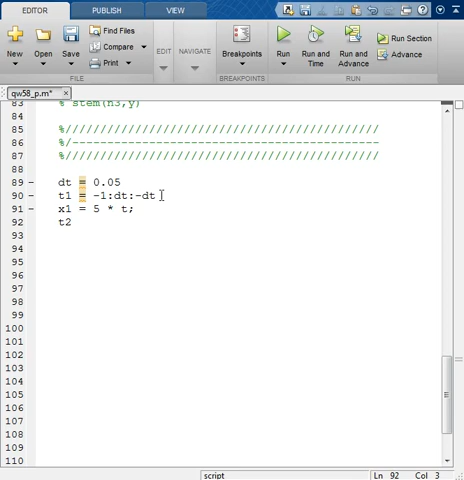 EDITOR PUBLISH VIEW
New Open Save Find Files Compare Print
EDIT NAVIGATE Breakpoints Run Run and Time Run and Advance Run Section Advance
FILE BREAKPOINTS RUN
qw58_p.m* ×
83 % stem(n3,y)
84
85 %/////////////////////////////////////////////
86 %/--------------------------------------------
87 %/////////////////////////////////////////////
88
89 - dt = 0.05
90 - t1 = -1:dt:-dt
91 - x1 = 5 * t;
92 t2
93
94
95
96
97
98
99
100
101
102
103
104
105
106
107
108
109
110
script Ln 92 Col 3